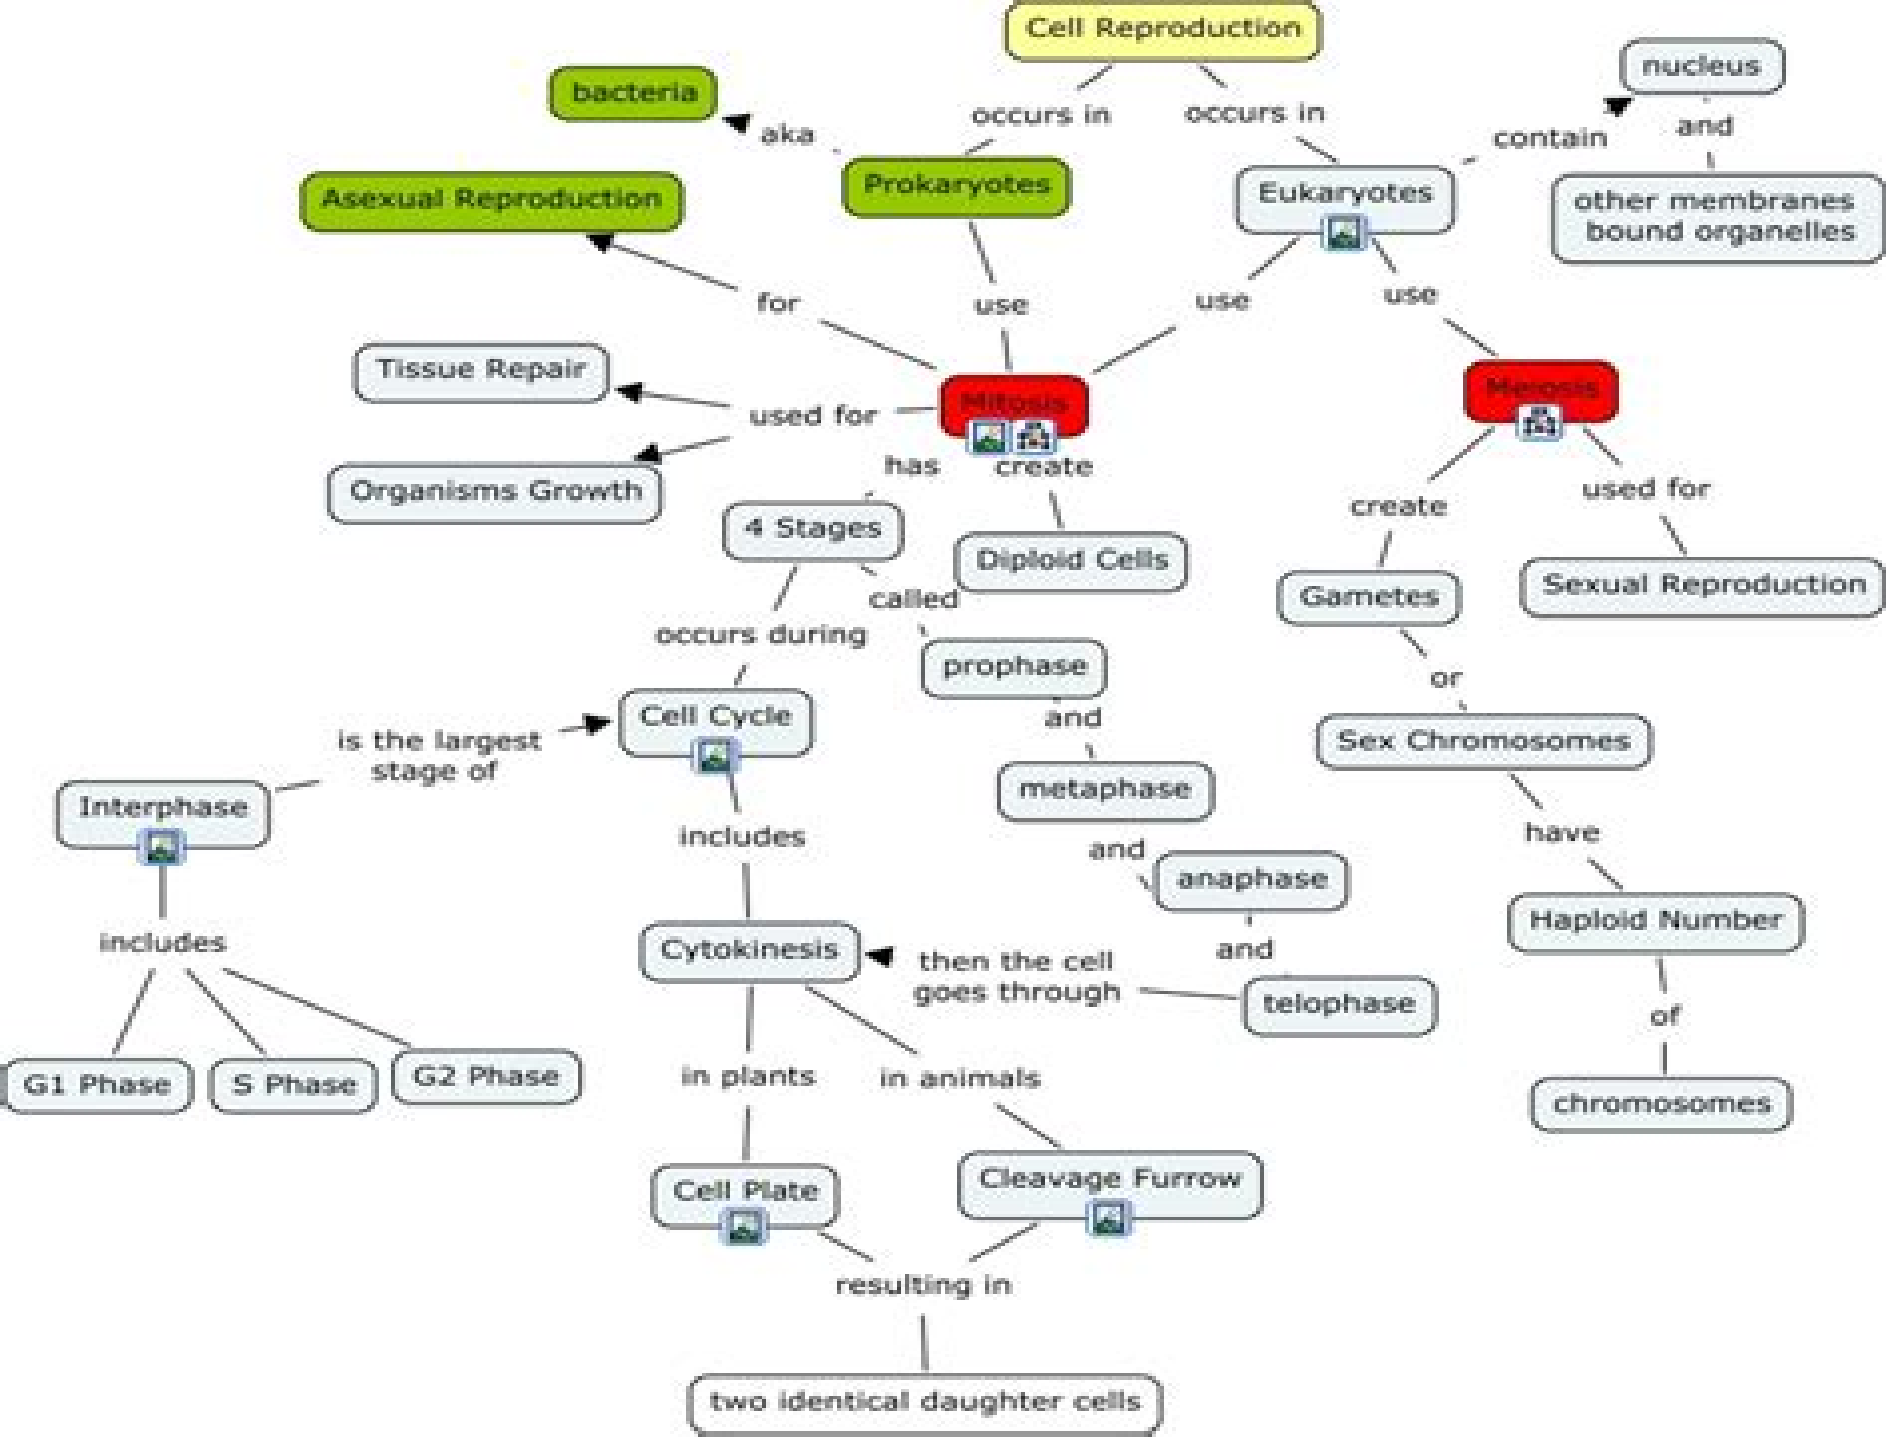 Cell Reproduction
nucleus
bacteria
occurs in
occurs in
contain
and
aka
Prokaryotes
Eukaryotes
other membranes
bound organelles
Asexual Reproduction
for
use
use
use
Tissue Repair
used for
Mitosis
Meiosis
Organisms Growth
has
create
create
used for
4 Stages
Diploid Cells
Gametes
Sexual Reproduction
called
occurs during
prophase
or
and
Cell Cycle
Sex Chromosomes
is the largest
stage of
Interphase
metaphase
includes
and
have
anaphase
Haploid Number
includes
Cytokinesis
then the cell
goes through
and
telophase
of
G1 Phase
S Phase
G2 Phase
in plants
in animals
chromosomes
Cell Plate
Cleavage Furrow
resulting in
two identical daughter cells